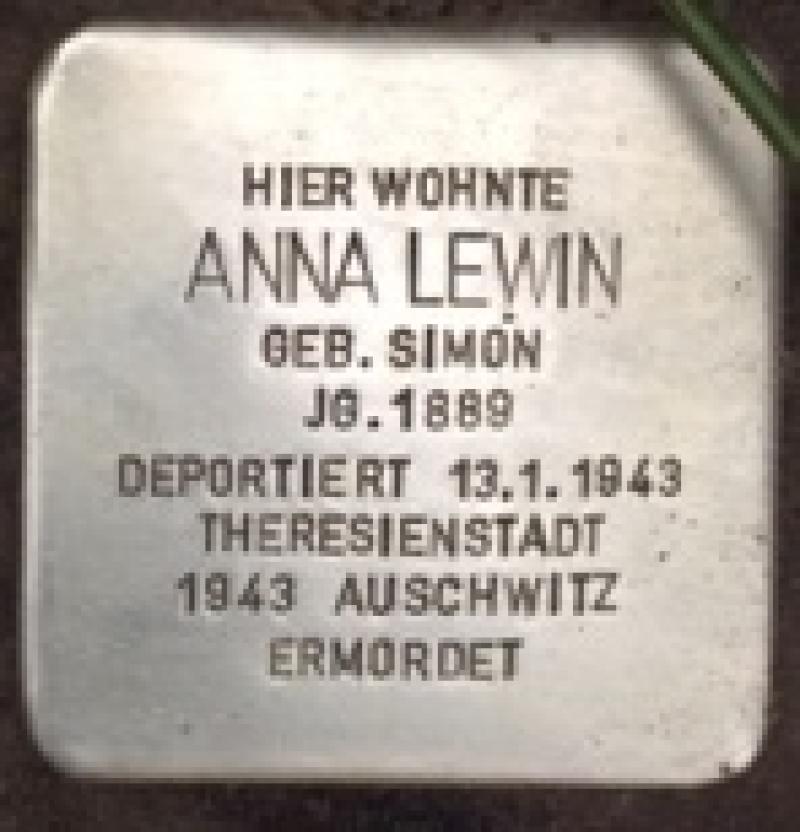 HIER WOHNTE
ANNA LEWIN
GEB. SIMON
JG. 1889
DEPORTIERT 13.1.1943
THERESIENSTADT
1943 AUSCHWITZ
ERMORDET